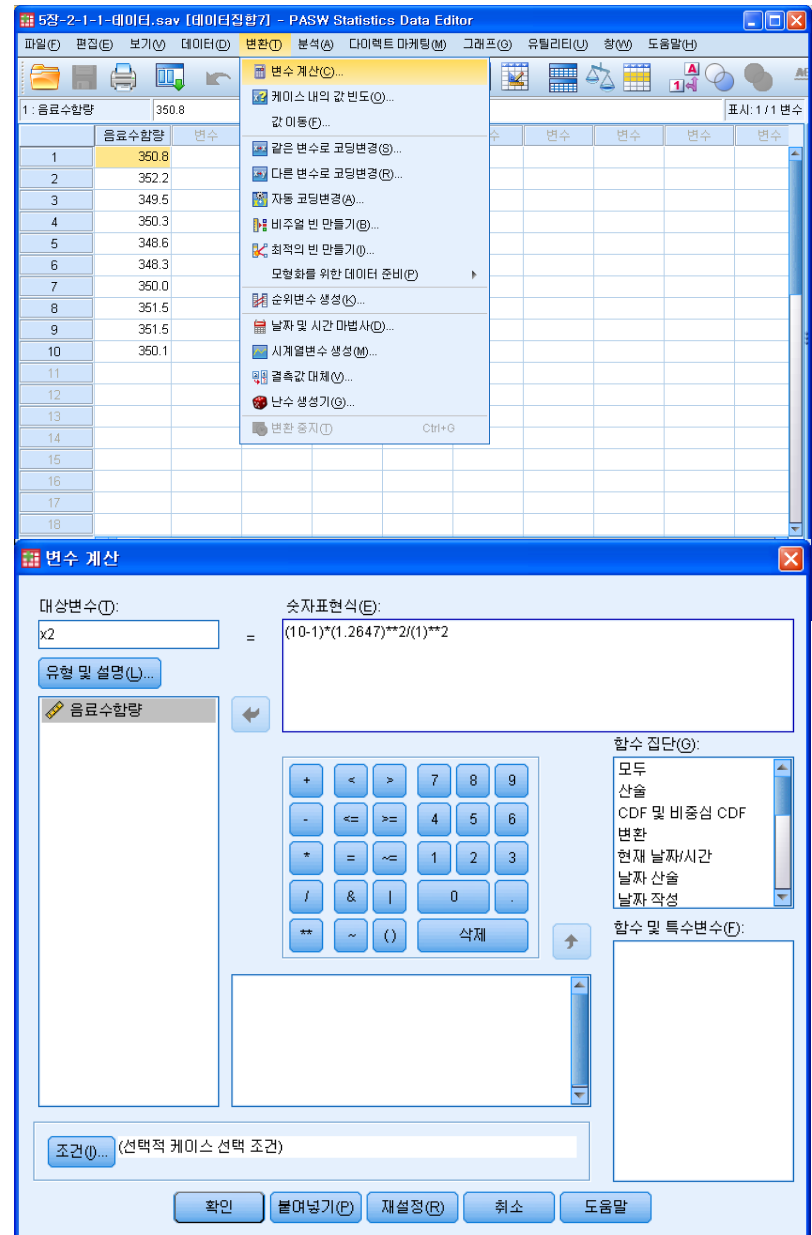 5장-2-1-1-데이터.sav [데이터집합7] - PASW Statistics Data Editor
파일(F) 편집(E) 보기(V) 데이터(D) 변환(T) 분석(A) 다이렉트 마케팅(M) 그래프(G) 유틸리티(U) 창(W) 도움말(H)
1 : 음료수함량 350.8 표시: 1 / 1 변수
음료수함량 변수 변수 변수 변수 변수
1 350.8
2 352.2
3 349.5
4 350.3
5 348.6
6 348.3
7 350.0
8 351.5
9 351.5
10 350.1
11
12
13
14
15
16
17
18
변수 계산(C)...
케이스 내의 값 빈도(O)...
값 이동(F)...
같은 변수로 코딩변경(S)...
다른 변수로 코딩변경(R)...
자동 코딩변경(A)...
비주얼 빈 만들기(B)...
최적의 빈 만들기(I)...
모형화를 위한 데이터 준비(P)
순위변수 생성(K)...
날짜 및 시간 마법사(D)...
시계열변수 생성(M)...
결측값 대체(V)...
난수 생성기(G)...
변환 중지(T) Ctrl+G
변수 계산
대상변수(T): 숫자표현식(E):
x2 = (10-1)*(1.2647)**2/(1)**2
유형 및 설명(L)...
음료수함량
+ < > 7 8 9
- <= >= 4 5 6
* = ~= 1 2 3
/ & | 0 .
** ~ () 삭제
함수 집단(G):
모두
산술
CDF 및 비중심 CDF
변환
현재 날짜/시간
날짜 산술
날짜 작성
함수 및 특수변수(F):
조건(I)... (선택적 케이스 선택 조건)
확인 붙여넣기(P) 재설정(R) 취소 도움말